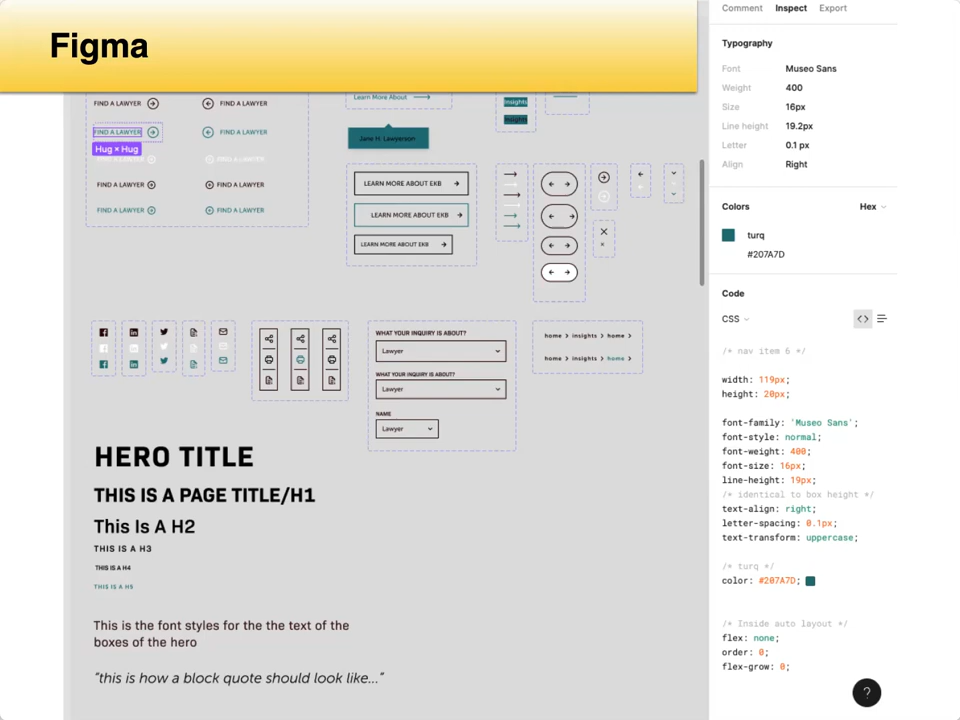 Figma
FIND A LAWYER
FIND A LAWYER
FIND A LAWYER
FIND A LAWYER
Hug × Hug
FIND A LAWYER
FIND A LAWYER
FIND A LAWYER
FIND A LAWYER
FIND A LAWYER
Learn More About
Insights
Insights
Jane H. Lawyerson
LEARN MORE ABOUT EKB
LEARN MORE ABOUT EKB
LEARN MORE ABOUT EKB
WHAT YOUR INQUIRY IS ABOUT?
Lawyer
WHAT YOUR INQUIRY IS ABOUT?
Lawyer
NAME
Lawyer
home > insights > home >
home > insights > home >
HERO TITLE
THIS IS A PAGE TITLE/H1
This Is A H2
THIS IS A H3
THIS IS A H4
THIS IS A H5
This is the font styles for the the text of the
boxes of the hero
"this is how a block quote should look like..."
Comment Inspect Export
Typography
Font Museo Sans
Weight 400
Size 16px
Line height 19.2px
Letter 0.1 px
Align Right
Colors Hex
turq
#207A7D
Code
CSS
/* nav item 6 */
width: 119px;
height: 20px;
font-family: 'Museo Sans';
font-style: normal;
font-weight: 400;
font-size: 16px;
line-height: 19px;
/* identical to box height */
text-align: right;
letter-spacing: 0.1px;
text-transform: uppercase;
/* turq */
color: #207A7D;
/* Inside auto layout */
flex: none;
order: 0;
flex-grow: 0;
?